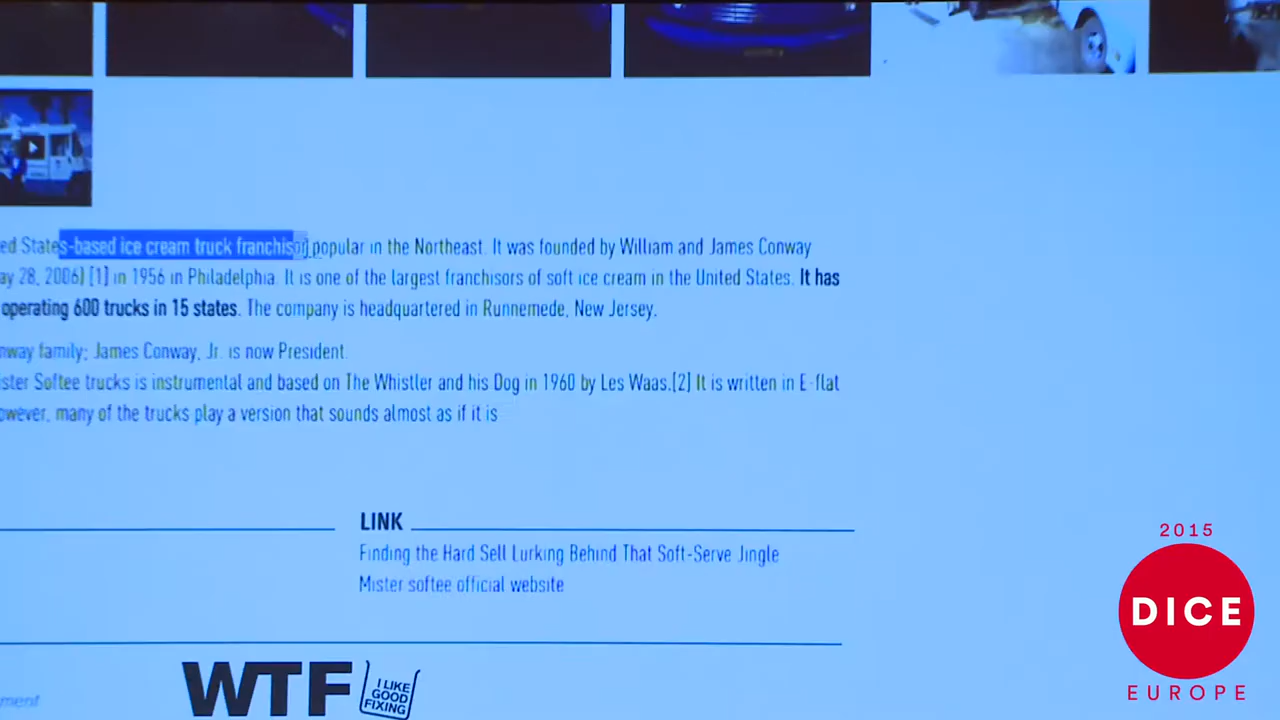 ed States-based ice cream truck franchisor popular in the Northeast. It was founded by William and James Conway
ay 28, 2006) [1] in 1956 in Philadelphia. It is one of the largest franchisors of soft ice cream in the United States. It has
operating 600 trucks in 15 states. The company is headquartered in Runnemede, New Jersey.
nway family; James Conway, Jr. is now President.
ister Softee trucks is instrumental and based on The Whistler and his Dog in 1960 by Les Waas.[2] It is written in E-flat
owever, many of the trucks play a version that sounds almost as if it is
LINK
Finding the Hard Sell Lurking Behind That Soft-Serve Jingle
Mister softee official website
ment
WTF
I LIKE
GOOD
FIXING
2015
DICE
EUROPE